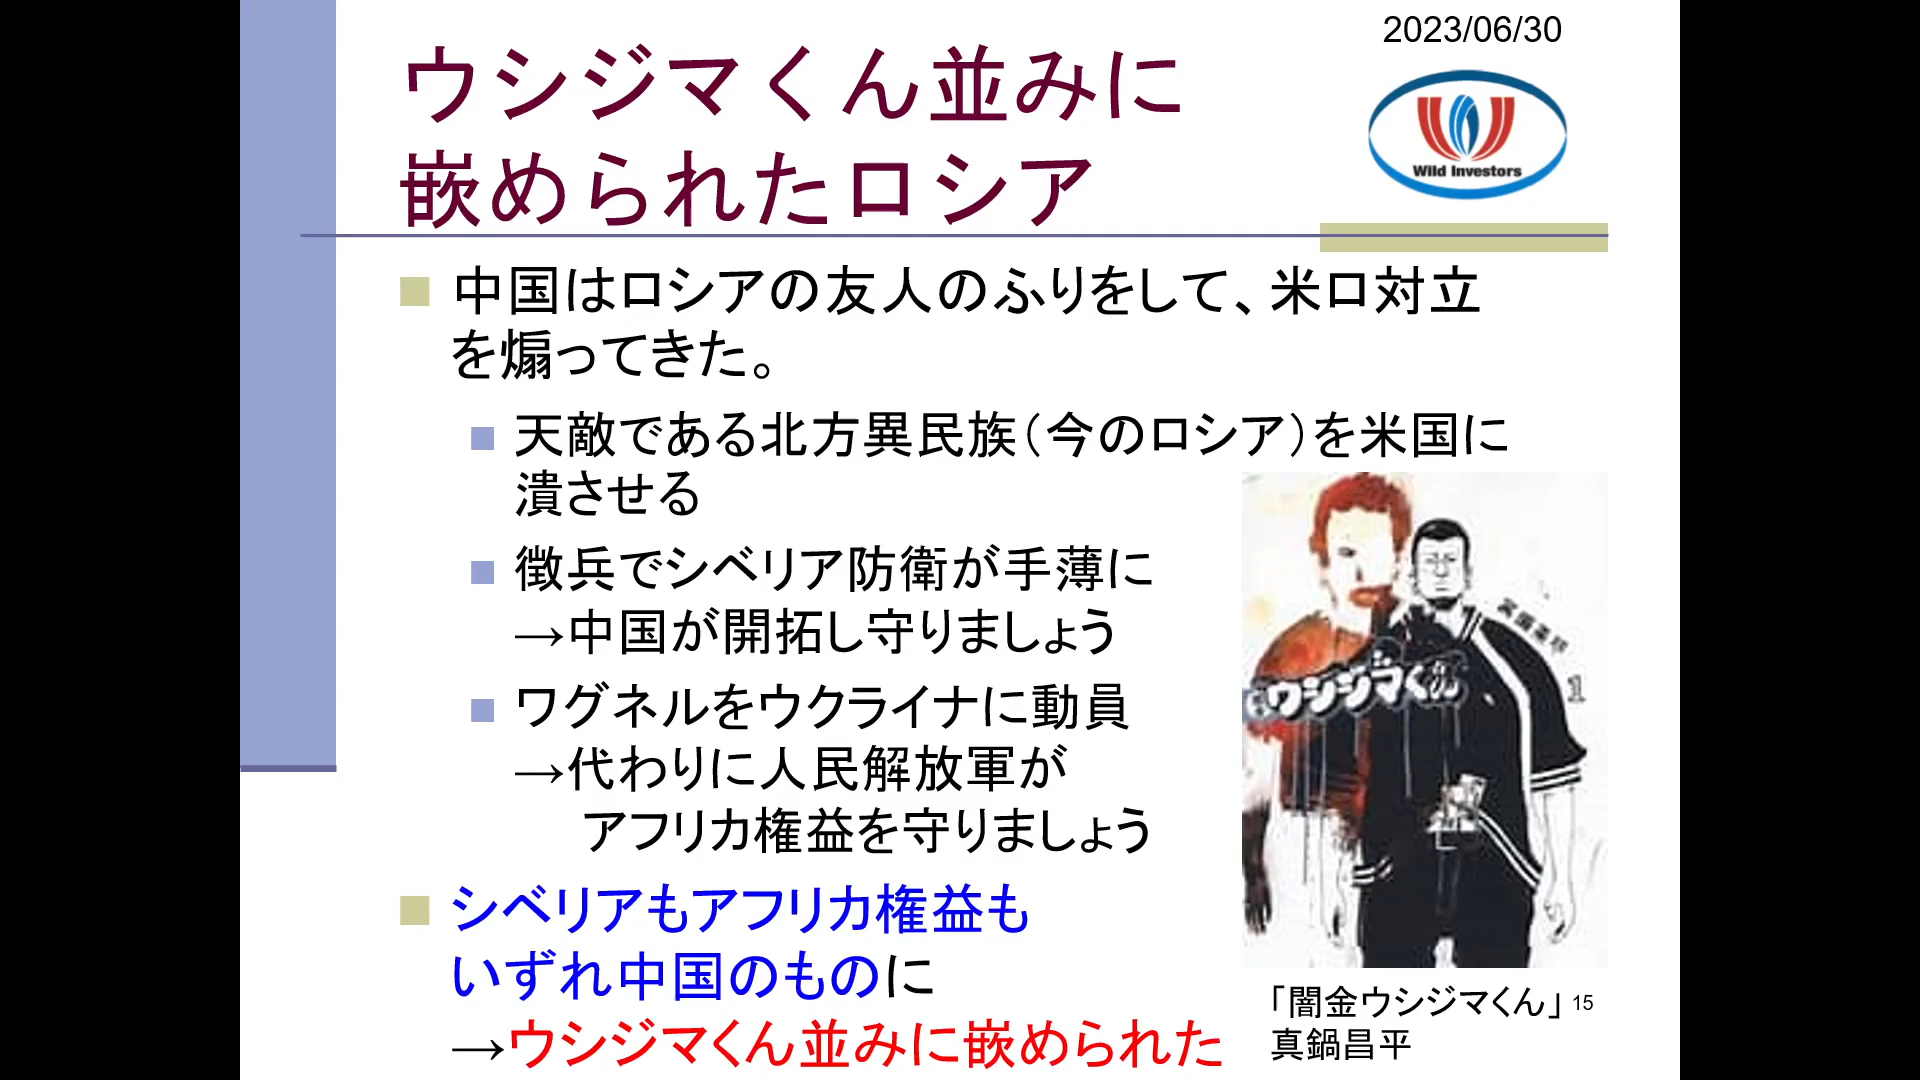 2023/06/30
ウシジマくん並みに
嵌められたロシア
Wild Investors
中国はロシアの友人のふりをして、米ロ対立
を煽ってきた。
天敵である北方異民族（今のロシア）を米国に
潰させる
徴兵でシベリア防衛が手薄に
→中国が開拓し守りましょう
ワグネルをウクライナに動員
→代わりに人民解放軍が
アフリカ権益を守りましょう
シベリアもアフリカ権益も
いずれ中国のものに
→ウシジマくん並みに嵌められた
真鍋昌平
1
ウシジマくん
「闇金ウシジマくん」
真鍋昌平
15